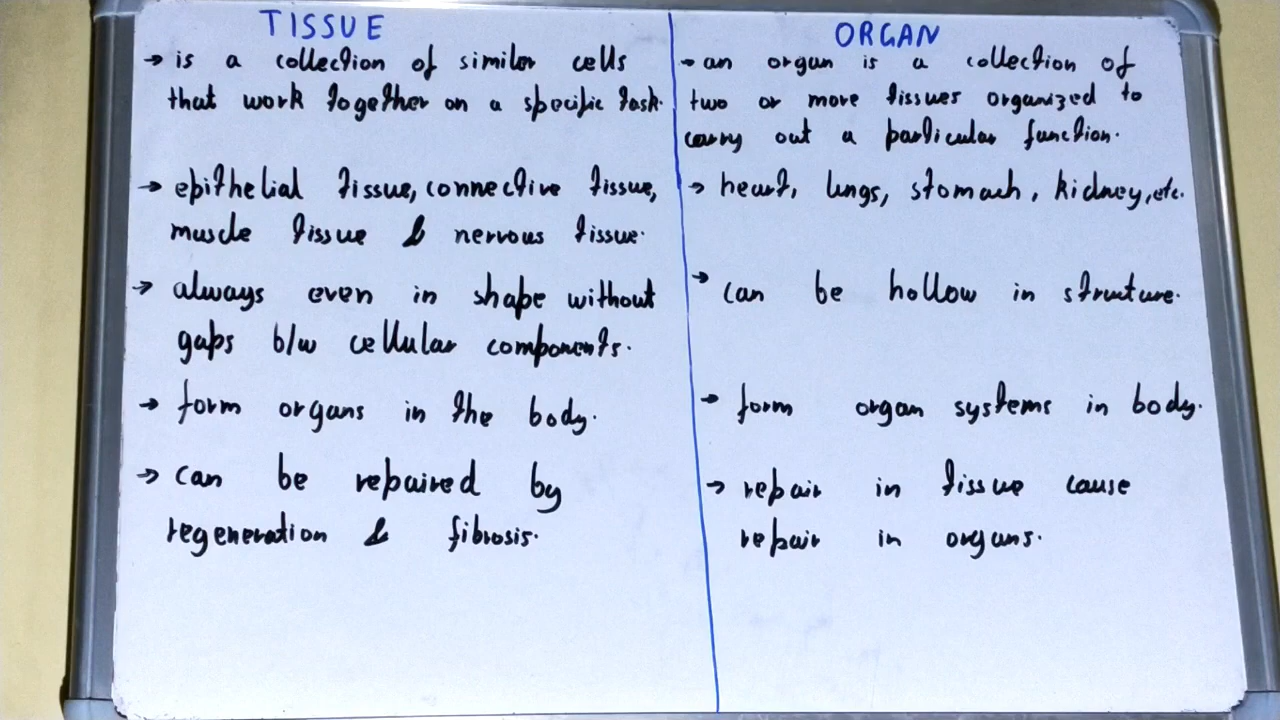 TISSUE
→ is a collection of similar cells
that work together on a specific task.
→ epithelial tissue, connective tissue,
muscle tissue & nervous tissue.
→ always even in shape without
gaps b/w cellular components.
→ form organs in the body.
→ can be repaired by
regeneration & fibrosis.
ORGAN
→ an organ is a collection of
two or more tissues organized to
carry out a particular function.
→ heart, lungs, stomach, kidney, etc.
→ can be hollow in structure.
→ form organ systems in body.
→ repair in tissue cause
repair in organs.